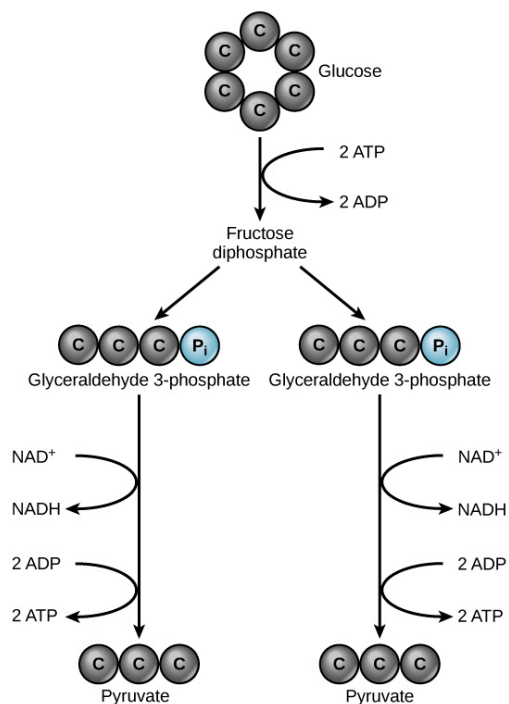 C
C C
Glucose
C C
C
2 ATP
2 ADP
Fructose
diphosphate
C C C Pi
C C C Pi
Glyceraldehyde 3-phosphate
Glyceraldehyde 3-phosphate
NAD+
NADH
2 ADP
2 ATP
NAD+
NADH
2 ADP
2 ATP
C C C
Pyruvate
C C C
Pyruvate